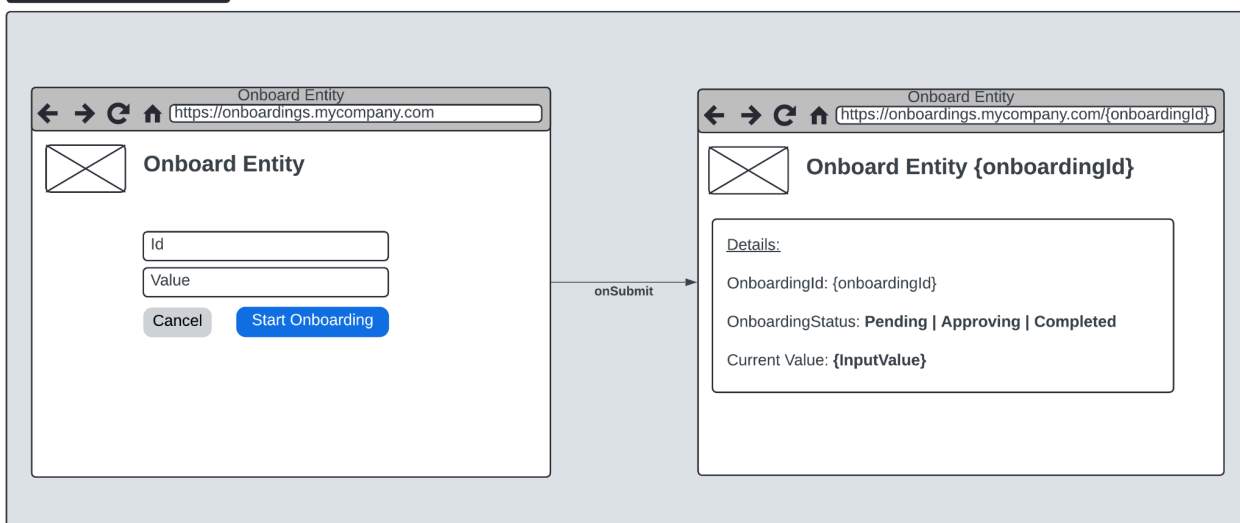 Onboard Entity
https://onboardings.mycompany.com
Onboard Entity
Id
Value
Cancel
Start Onboarding
onSubmit
Onboard Entity
https://onboardings.mycompany.com/{onboardingId}
Onboard Entity {onboardingId}
Details:
OnboardingId: {onboardingId}
OnboardingStatus: Pending | Approving | Completed
Current Value: {InputValue}